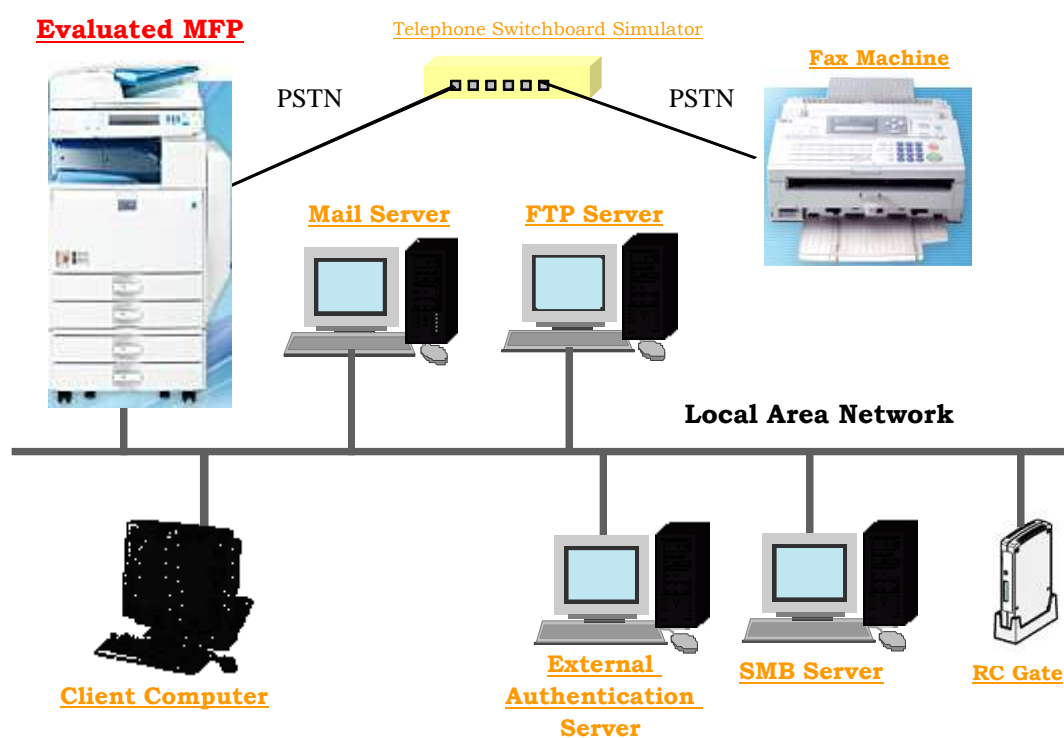 Evaluated MFP
Telephone Switchboard Simulator
Fax Machine
PSTN
PSTN
Mail Server
FTP Server
Local Area Network
External
Authentication
Server
SMB Server
RC Gate
Client Computer